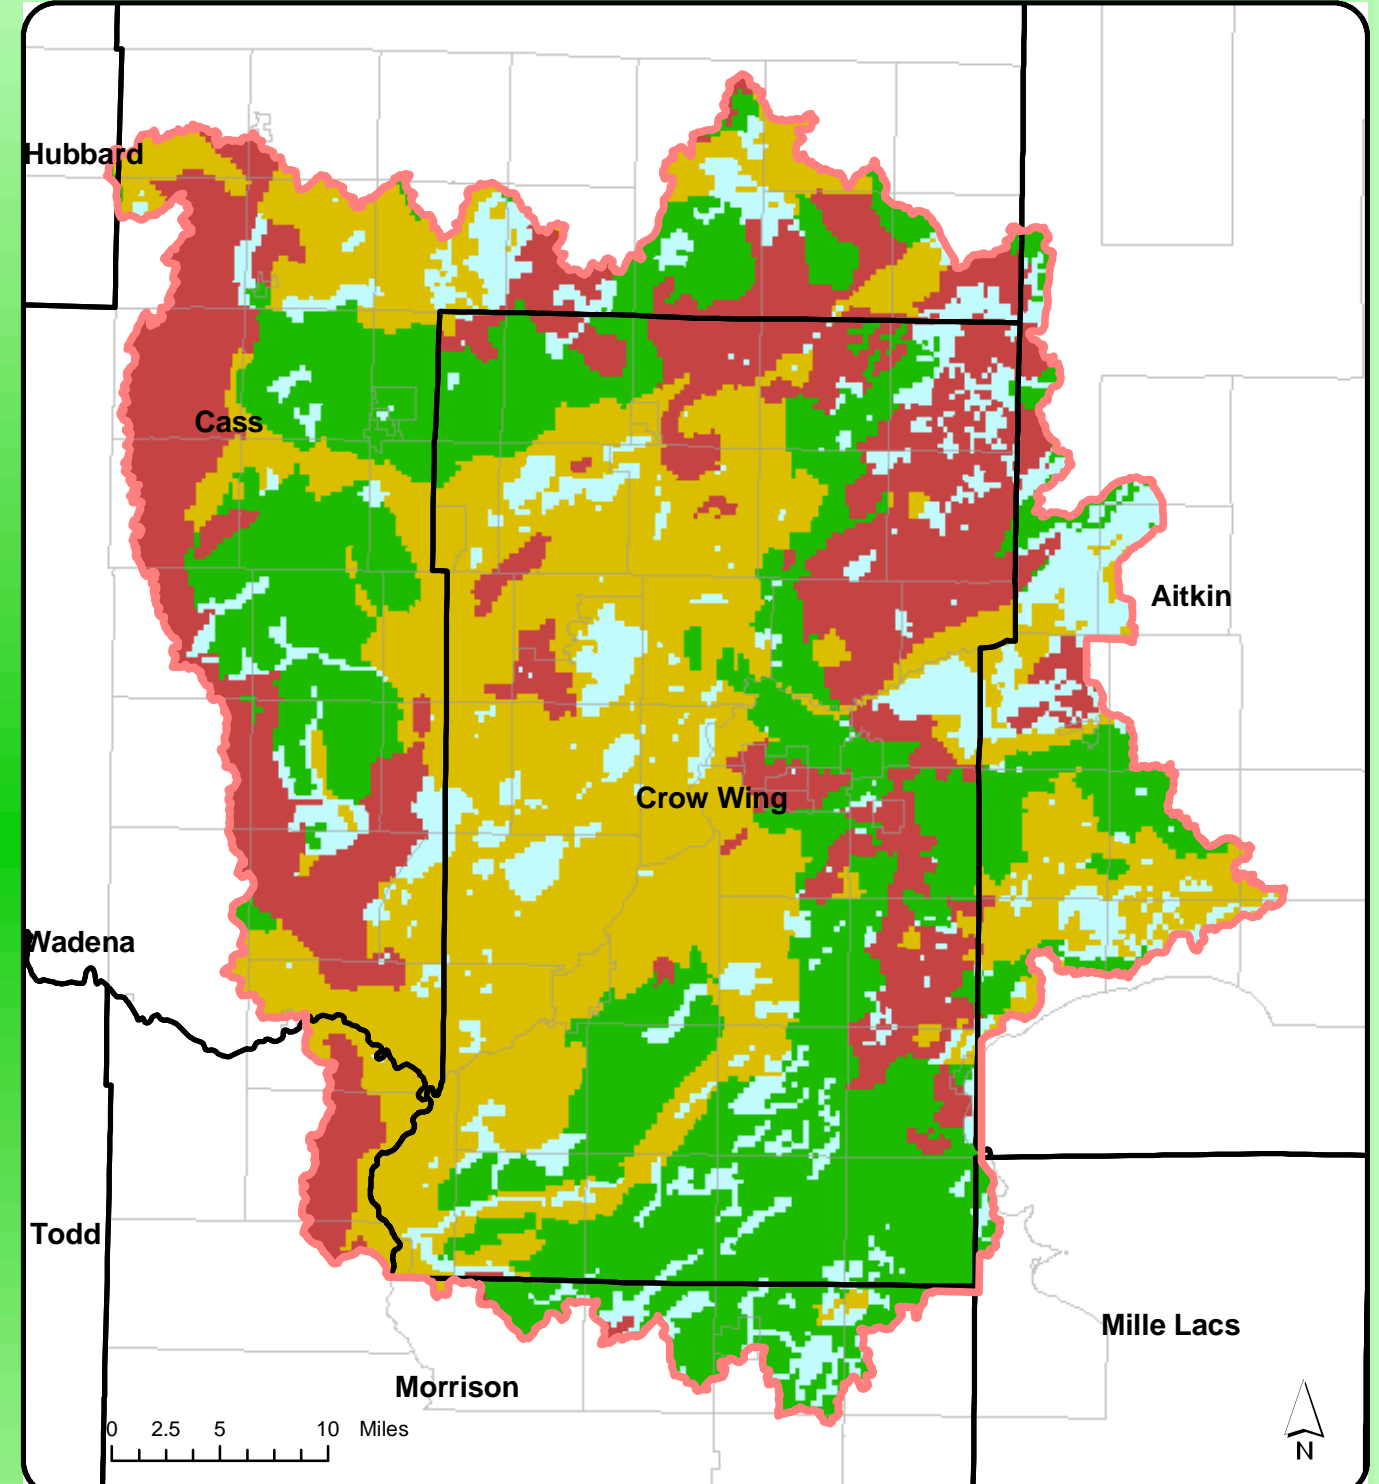 Hubbard
Cass
Aitkin
Crow Wing
Wadena
Todd
Mille Lacs
Morrison
0 2.5 5 10 Miles
N